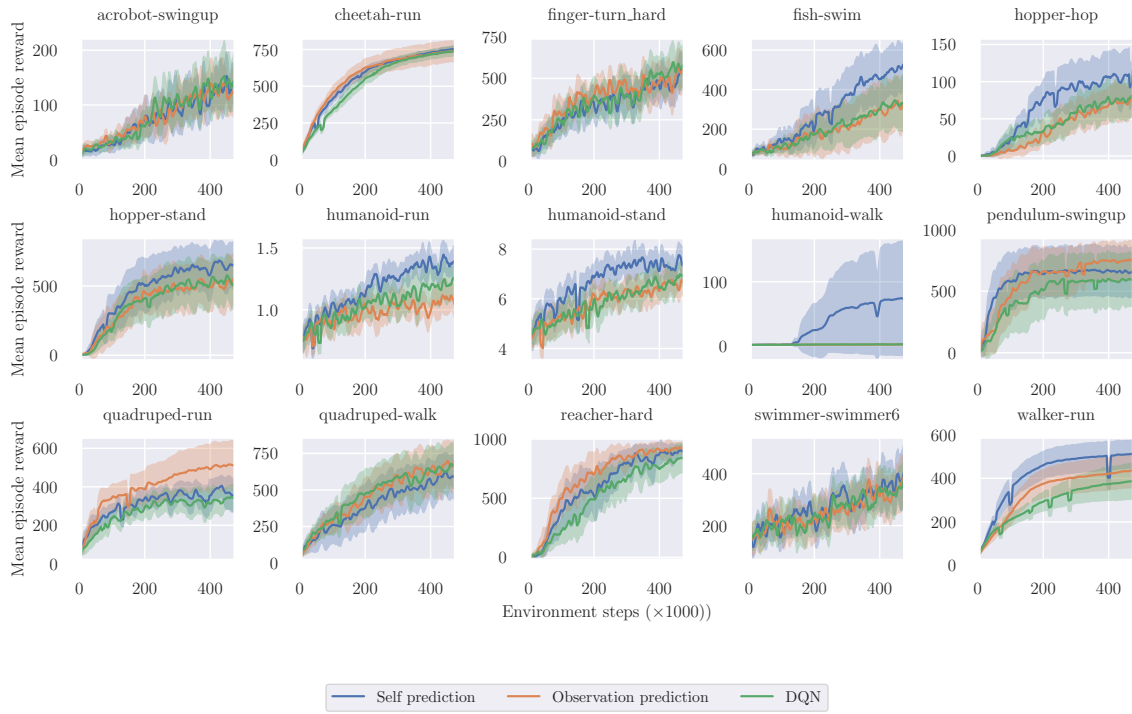 acrobot-swingup cheetah-run finger-turn_hard fish-swim hopper-hop
Mean episode reward
200 100 0
750 500 250 0
750 500 250 0
600 400 200 0
150 100 50 0
0 200 400 0 200 400 0 200 400 0 200 400 0 200 400
hopper-stand humanoid-run humanoid-stand humanoid-walk pendulum-swingup
Mean episode reward
500 0
1.5 1.0
8 6 4
100 0
1000 500 0
0 200 400 0 200 400 0 200 400 0 200 400 0 200 400
quadruped-run quadruped-walk reacher-hard swimmer-swimmer6 walker-run
Mean episode reward
600 400 200 0
750 500 250 0
1000 500 0
400 200
600 400 200 0
0 200 400 0 200 400 0 200 400 0 200 400 0 200 400
Environment steps (×1000))
Self prediction Observation prediction DQN